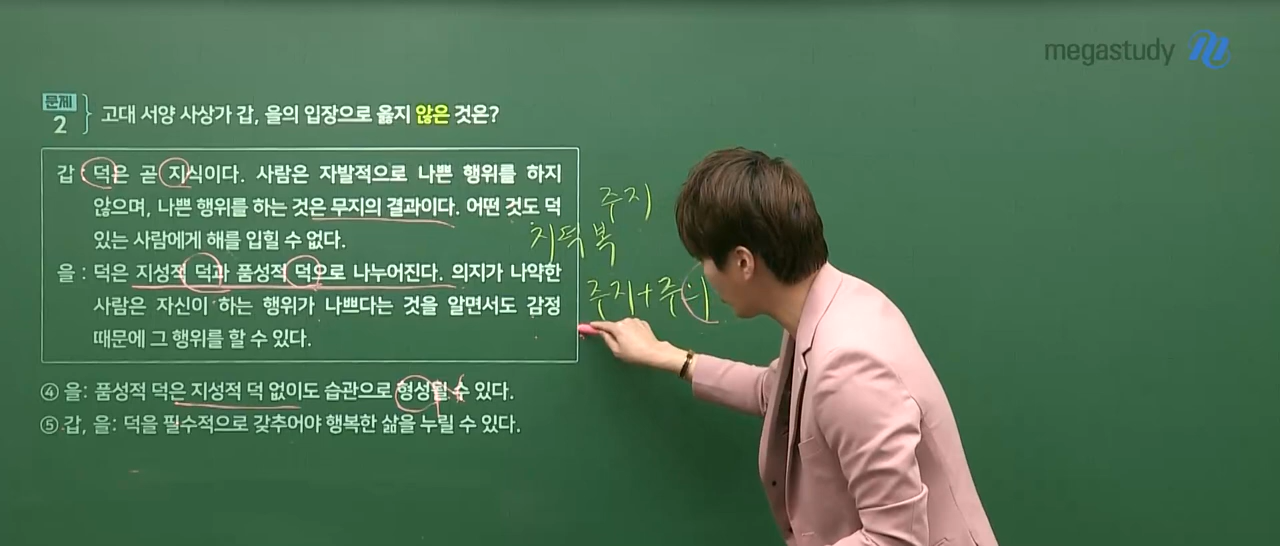 megastudy
문제
2
고대 서양 사상가 갑, 을의 입장으로 옳지 않은 것은?
갑 : 덕은 곧 지식이다. 사람은 자발적으로 나쁜 행위를 하지
않으며, 나쁜 행위를 하는 것은 무지의 결과이다. 어떤 것도 덕
있는 사람에게 해를 입힐 수 없다.
을 : 덕은 지성적 덕과 품성적 덕으로 나누어진다. 의지가 나약한
사람은 자신이 하는 행위가 나쁘다는 것을 알면서도 감정
때문에 그 행위를 할 수 있다.
주지
지덕복
주지+주의
④ 을: 품성적 덕은 지성적 덕 없이도 습관으로 형성될 수 있다.
⑤ 갑, 을: 덕을 필수적으로 갖추어야 행복한 삶을 누릴 수 있다.